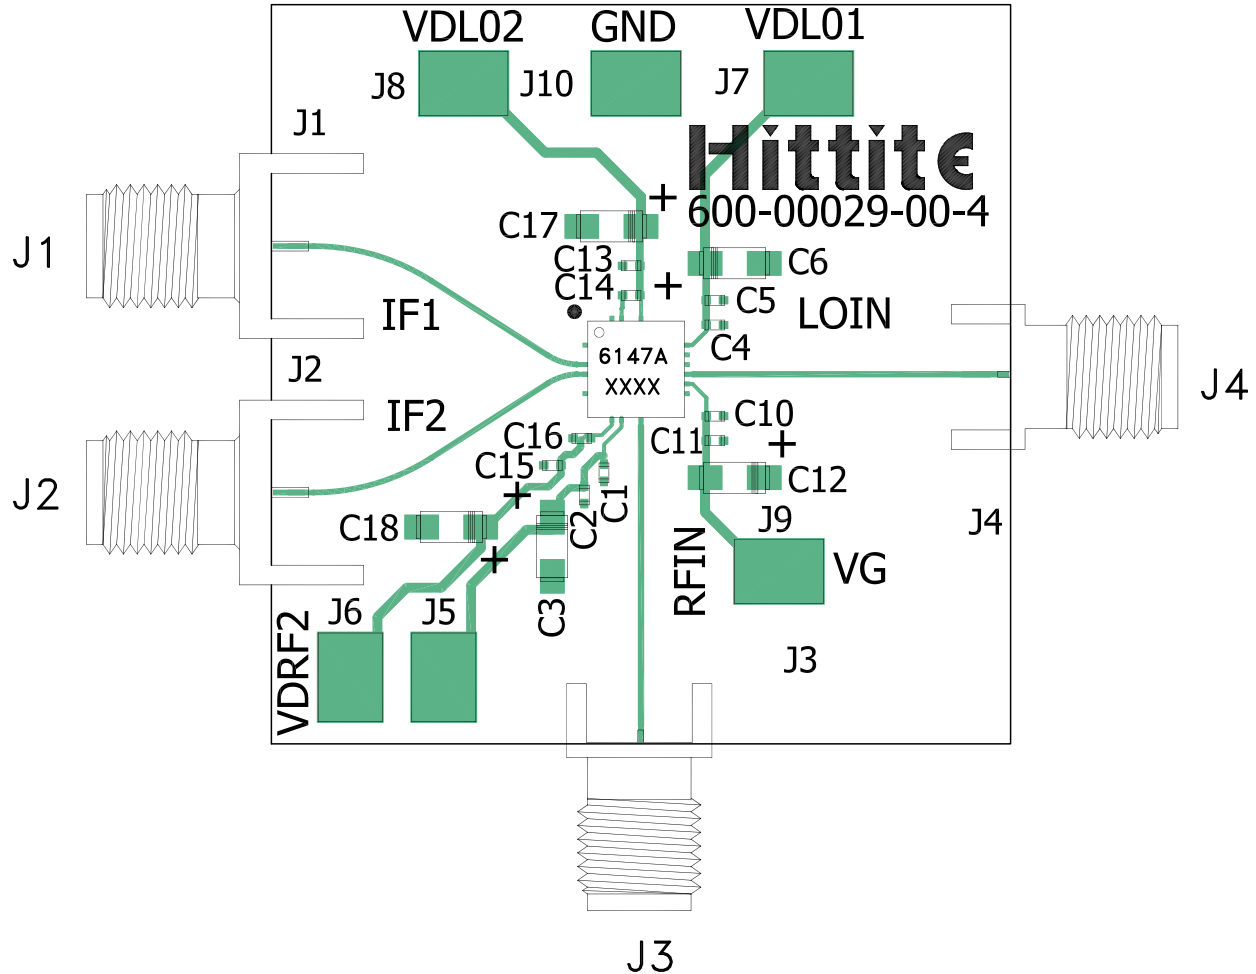 VDLO2
GND
VDLO1
J8
J10
J7
J1
Hittite
600-00029-00-4
C17
J1
C13
C6
C14
C5
IF1
LOIN
C4
6147A
J2
XXXX
J4
IF2
C10
C16
C11
C15
C12
J2
C1
C18
C2
J9
J4
RFIN
VG
C3
J6
J5
VDRF2
J3
J3